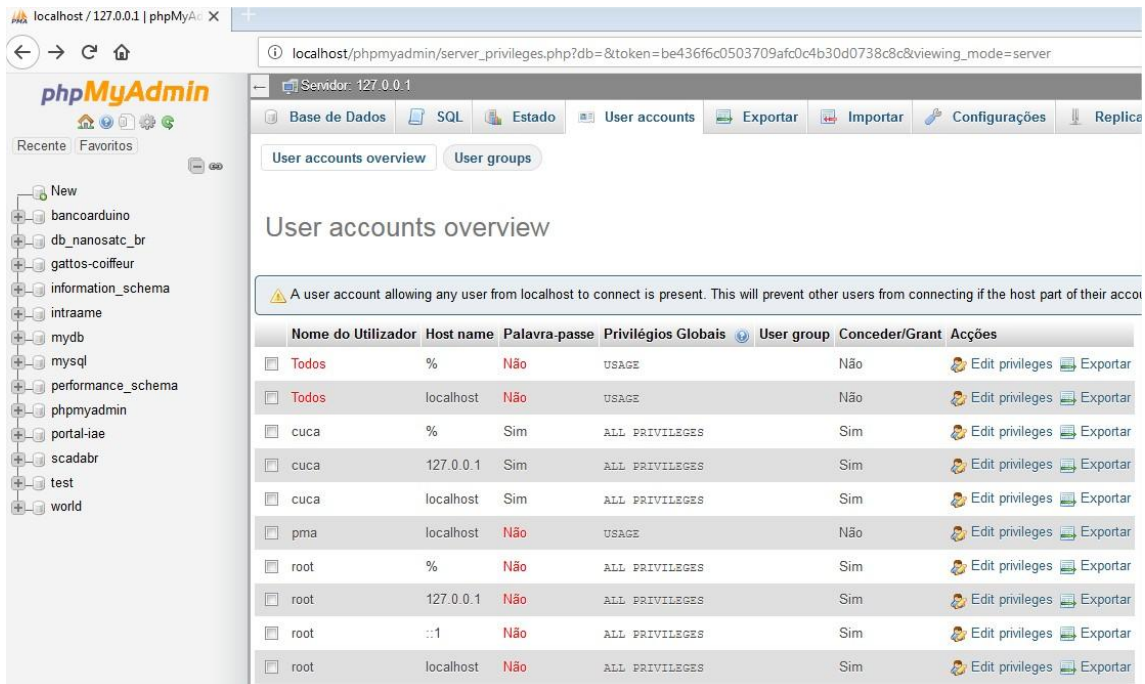 localhost / 127.0.0.1 | phpMyAd
localhost/phpmyadmin/server_privileges.php?db=&token=be436f6c0503709afc0c4b30d0738c8c&viewing_mode=server
phpMyAdmin
Recente Favoritos
New
bancoarduino
db_nanosatc_br
gattos-coiffeur
information_schema
intraame
mydb
mysql
performance_schema
phpmyadmin
portal-iae
scadabr
test
world
Servidor: 127.0.0.1
Base de Dados SQL Estado User accounts Exportar Importar Configurações Replica
User accounts overview User groups
User accounts overview
A user account allowing any user from localhost to connect is present. This will prevent other users from connecting if the host part of their accou
Nome do Utilizador Host name Palavra-passe Privilégios Globais User group Conceder/Grant Acções
Todos % Não USAGE Não Edit privileges Exportar
Todos localhost Não USAGE Não Edit privileges Exportar
cuca % Sim ALL PRIVILEGES Sim Edit privileges Exportar
cuca 127.0.0.1 Sim ALL PRIVILEGES Sim Edit privileges Exportar
cuca localhost Sim ALL PRIVILEGES Sim Edit privileges Exportar
pma localhost Não USAGE Não Edit privileges Exportar
root % Não ALL PRIVILEGES Sim Edit privileges Exportar
root 127.0.0.1 Não ALL PRIVILEGES Sim Edit privileges Exportar
root ::1 Não ALL PRIVILEGES Sim Edit privileges Exportar
root localhost Não ALL PRIVILEGES Sim Edit privileges Exportar